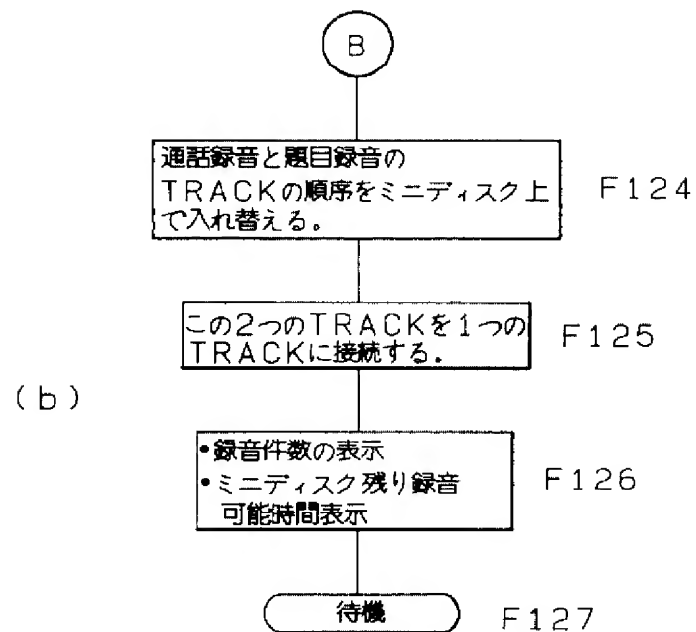 B
通話録音と題目録音の
TRACKの順序をミニディスク上
で入れ替える。
F124
この2つのTRACKを1つの
TRACKに接続する。
F125
(b)
•録音件数の表示
•ミニディスク残り録音
可能時間表示
F126
待機
F127